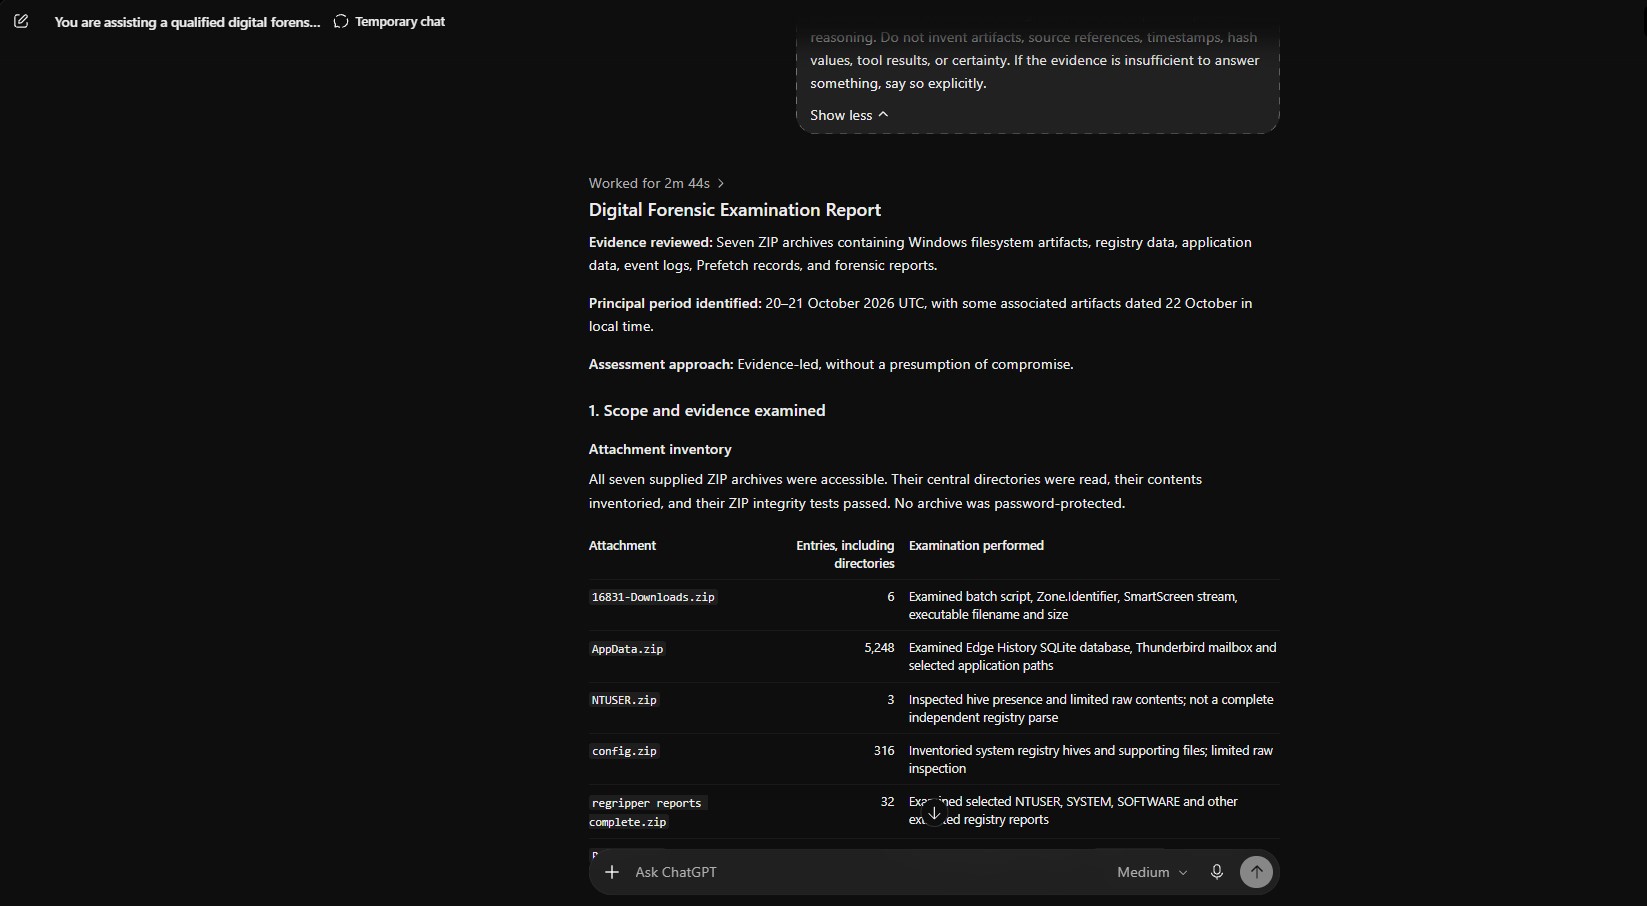 You are assisting a qualified digital forens... Temporary chat
reasoning. Do not invent artifacts, source references, timestamps, hash
values, tool results, or certainty. If the evidence is insufficient to answer
something, say so explicitly.
Show less
Worked for 2m 44s
Digital Forensic Examination Report
Evidence reviewed: Seven ZIP archives containing Windows filesystem artifacts, registry data, application
data, event logs, Prefetch records, and forensic reports.
Principal period identified: 20–21 October 2026 UTC, with some associated artifacts dated 22 October in
local time.
Assessment approach: Evidence-led, without a presumption of compromise.
1. Scope and evidence examined
Attachment inventory
All seven supplied ZIP archives were accessible. Their central directories were read, their contents
inventoried, and their ZIP integrity tests passed. No archive was password-protected.
Attachment Entries, including Examination performed
directories
16831-Downloads.zip 6 Examined batch script, Zone.Identifier, SmartScreen stream,
executable filename and size
AppData.zip 5,248 Examined Edge History SQLite database, Thunderbird mailbox and
selected application paths
NTUSER.zip 3 Inspected hive presence and limited raw contents; not a complete
independent registry parse
config.zip 316 Inventoried system registry hives and supporting files; limited raw
inspection
regripper reports 32 Examined selected NTUSER, SYSTEM, SOFTWARE and other
complete.zip registry reports
Ask ChatGPT Medium